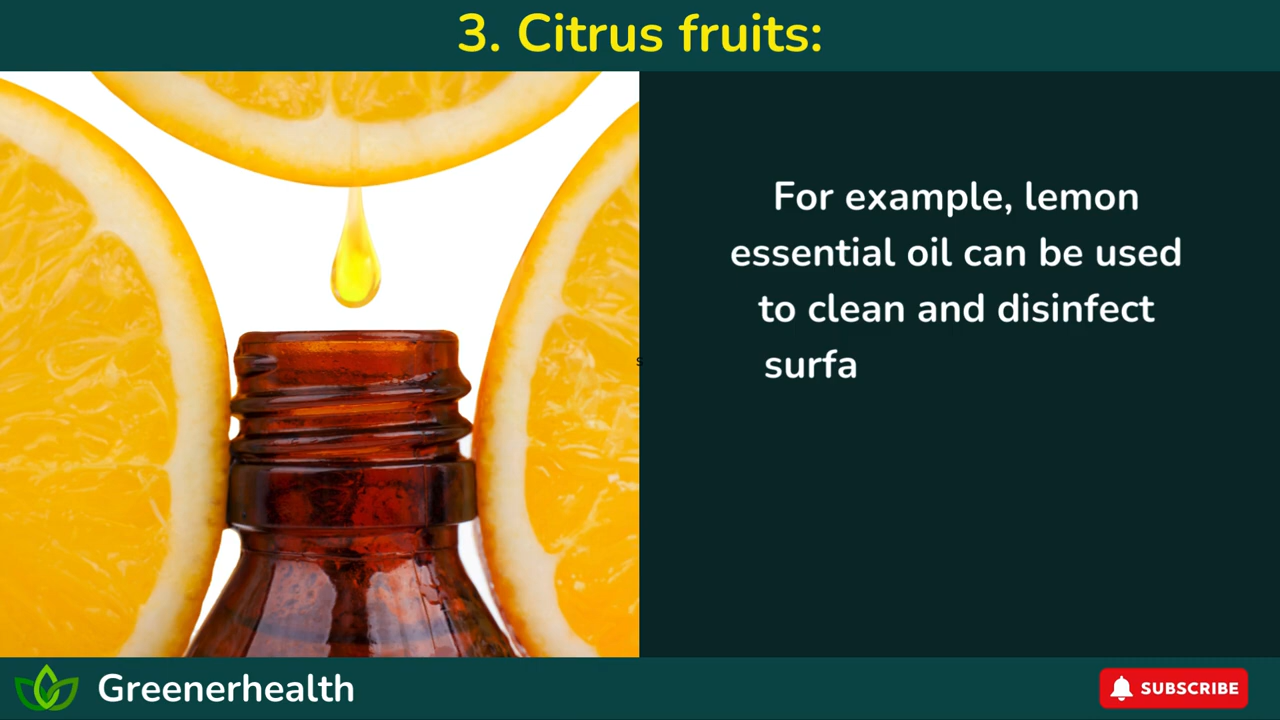 3. Citrus fruits:
For example, lemon
essential oil can be used
to clean and disinfect
surfa
Greenerhealth
SUBSCRIBE